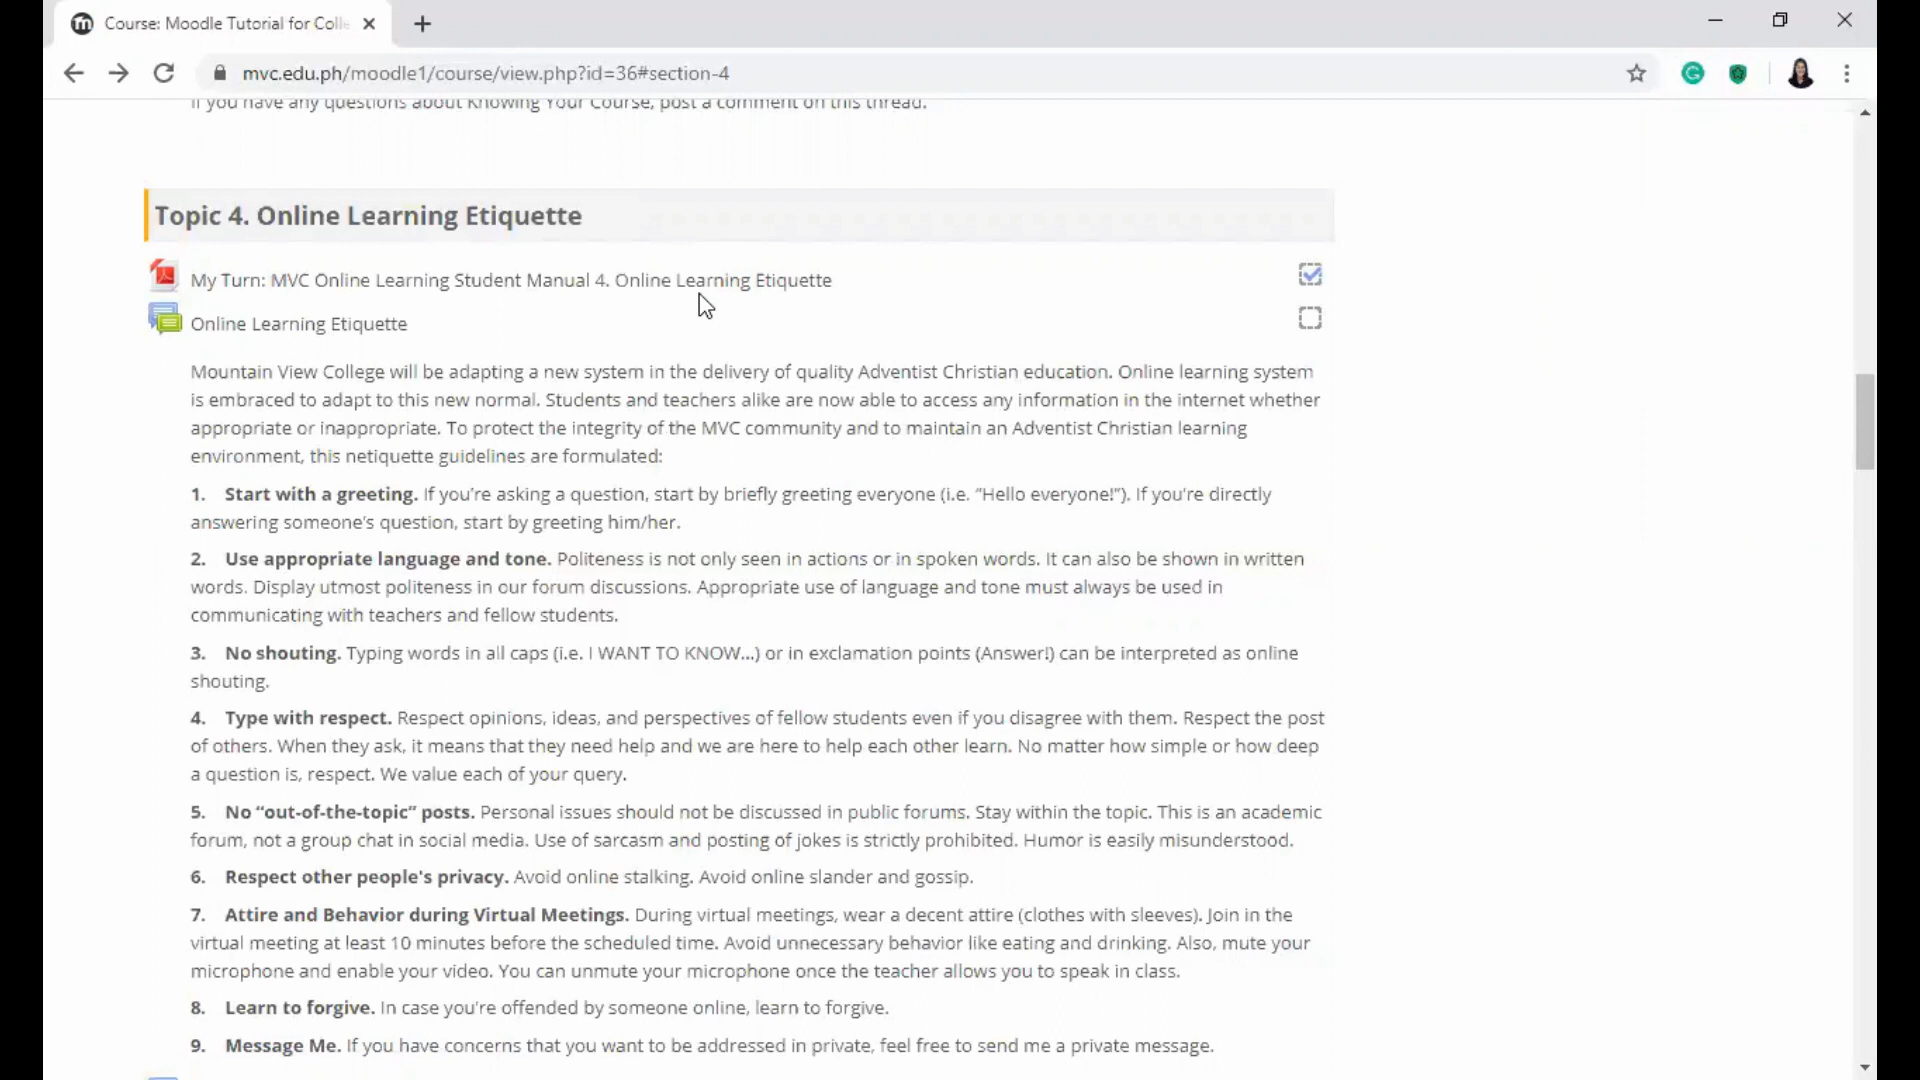 Course: Moodle Tutorial for Colle
mvc.edu.ph/moodle1/course/view.php?id=36#section-4
If you have any questions about Knowing Your Course, post a comment on this thread.
Topic 4. Online Learning Etiquette
My Turn: MVC Online Learning Student Manual 4. Online Learning Etiquette
Online Learning Etiquette
Mountain View College will be adapting a new system in the delivery of quality Adventist Christian education. Online learning system
is embraced to adapt to this new normal. Students and teachers alike are now able to access any information in the internet whether
appropriate or inappropriate. To protect the integrity of the MVC community and to maintain an Adventist Christian learning
environment, this netiquette guidelines are formulated:
1. Start with a greeting. If you’re asking a question, start by briefly greeting everyone (i.e. “Hello everyone!”). If you’re directly
answering someone’s question, start by greeting him/her.
2. Use appropriate language and tone. Politeness is not only seen in actions or in spoken words. It can also be shown in written
words. Display utmost politeness in our forum discussions. Appropriate use of language and tone must always be used in
communicating with teachers and fellow students.
3. No shouting. Typing words in all caps (i.e. I WANT TO KNOW...) or in exclamation points (Answer!) can be interpreted as online
shouting.
4. Type with respect. Respect opinions, ideas, and perspectives of fellow students even if you disagree with them. Respect the post
of others. When they ask, it means that they need help and we are here to help each other learn. No matter how simple or how deep
a question is, respect. We value each of your query.
5. No “out-of-the-topic” posts. Personal issues should not be discussed in public forums. Stay within the topic. This is an academic
forum, not a group chat in social media. Use of sarcasm and posting of jokes is strictly prohibited. Humor is easily misunderstood.
6. Respect other people's privacy. Avoid online stalking. Avoid online slander and gossip.
7. Attire and Behavior during Virtual Meetings. During virtual meetings, wear a decent attire (clothes with sleeves). Join in the
virtual meeting at least 10 minutes before the scheduled time. Avoid unnecessary behavior like eating and drinking. Also, mute your
microphone and enable your video. You can unmute your microphone once the teacher allows you to speak in class.
8. Learn to forgive. In case you’re offended by someone online, learn to forgive.
9. Message Me. If you have concerns that you want to be addressed in private, feel free to send me a private message.